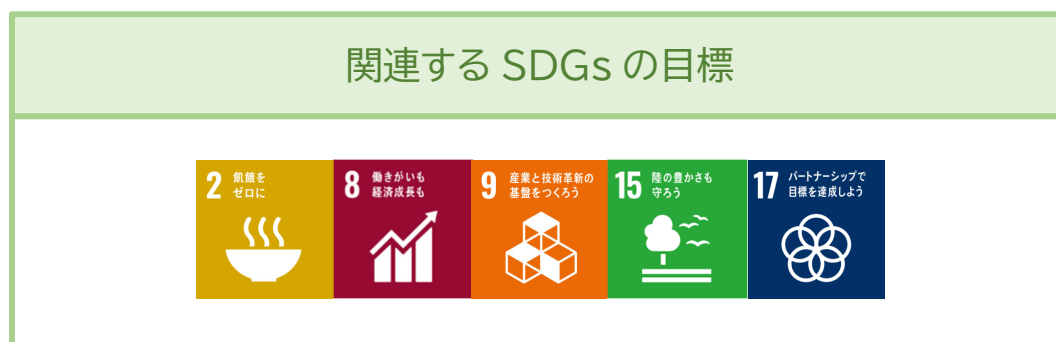 関連する SDGs の目標
2 飢餓を
ゼロに
8 働きがいも
経済成長も
9 産業と技術革新の
基盤をつくろう
15 陸の豊かさも
守ろう
17 パートナーシップで
目標を達成しよう